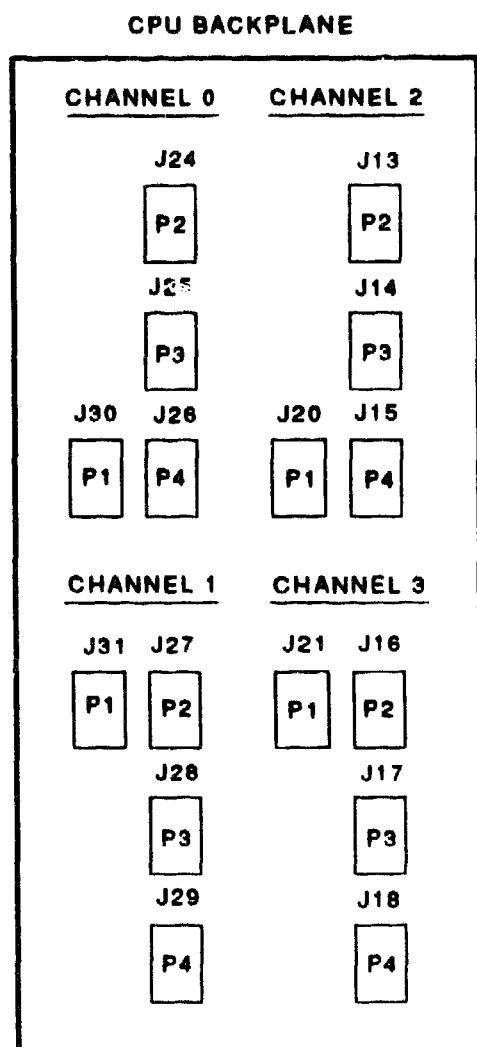 CPU BACKPLANE
CHANNEL 0 CHANNEL 2
J24 J13
P2 P2
J25 J14
P3 P3
J30 J26 J20 J15
P1 P4 P1 P4
CHANNEL 1 CHANNEL 3
J31 J27 J21 J16
P1 P2 P1 P2
J28 J17
P3 P3
J29 J18
P4 P4